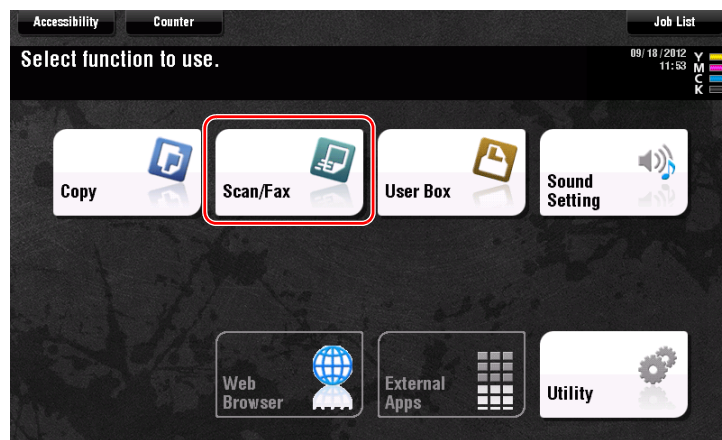 Accessibility Counter Job List
Select function to use.
09/18/2012
11:53
Y
M
C
K
Copy
Scan/Fax
User Box
Sound
Setting
Web
Browser
External
Apps
Utility